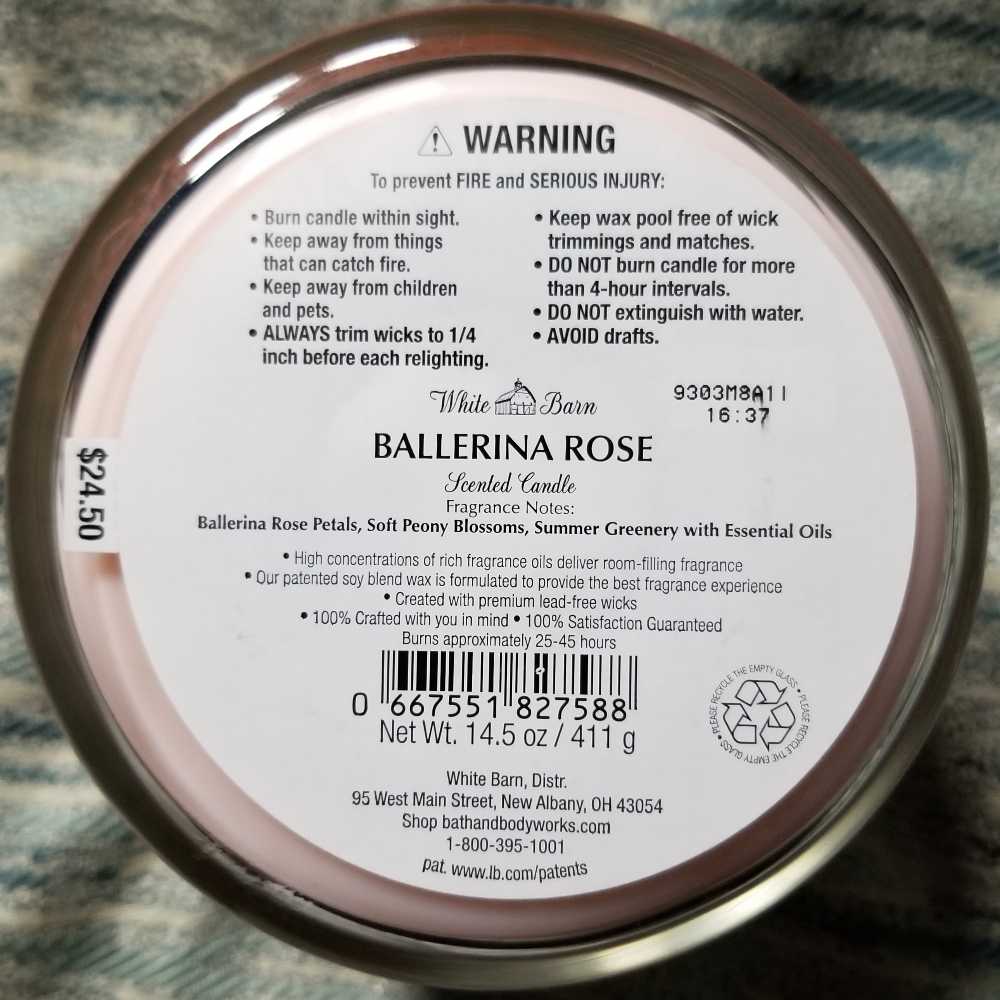 ⚠ WARNING
To prevent FIRE and SERIOUS INJURY:
• Burn candle within sight.
• Keep away from things
that can catch fire.
• Keep away from children
and pets.
• ALWAYS trim wicks to 1/4
inch before each relighting.
• Keep wax pool free of wick
trimmings and matches.
• DO NOT burn candle for more
than 4-hour intervals.
• DO NOT extinguish with water.
• AVOID drafts.
White Barn
9303M8A11
16:37
BALLERINA ROSE
Scented Candle
Fragrance Notes:
Ballerina Rose Petals, Soft Peony Blossoms, Summer Greenery with Essential Oils
$24.50
• High concentrations of rich fragrance oils deliver room-filling fragrance
• Our patented soy blend wax is formulated to provide the best fragrance experience
• Created with premium lead-free wicks
• 100% Crafted with you in mind • 100% Satisfaction Guaranteed
Burns approximately 25-45 hours
0 667551 827588
Net Wt. 14.5 oz / 411 g
PLEASE RECYCLE THE EMPTY GLASS • PLEASE RECYCLE THE EMPTY GLASS •
White Barn, Distr.
95 West Main Street, New Albany, OH 43054
Shop bathandbodyworks.com
1-800-395-1001
pat. www.lb.com/patents